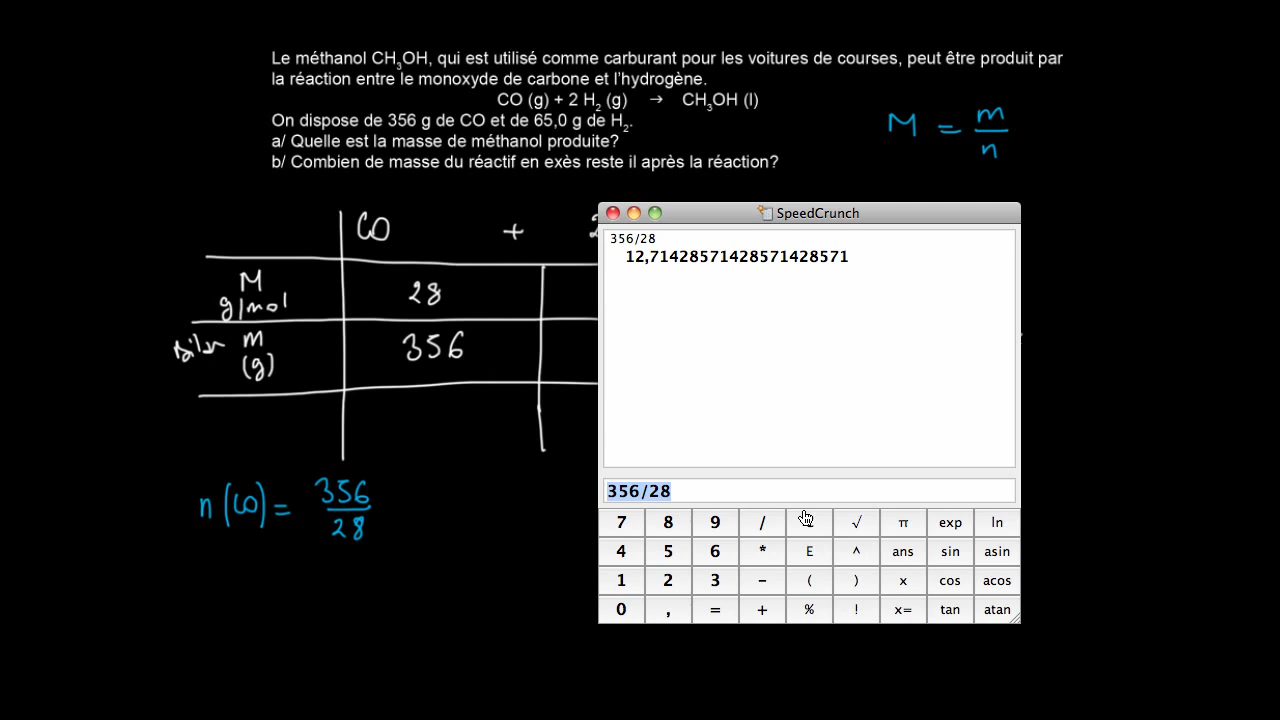 Le méthanol CH3OH, qui est utilisé comme carburant pour les voitures de courses, peut être produit par
la réaction entre le monoxyde de carbone et l'hydrogène.
CO (g) + 2 H2 (g) → CH3OH (l)
On dispose de 356 g de CO et de 65,0 g de H2.
a/ Quelle est la masse de méthanol produite?
b/ Combien de masse du réactif en exès reste il après la réaction?
M = m/n
CO + 2
M g/mol 28
m (g) 356
n(CO) = 356/28
SpeedCrunch
356/28
12,71428571428571428571
356/28
7 8 9 / √ π exp ln
4 5 6 * E ^ ans sin asin
1 2 3 - ( ) x cos acos
0 , = + % ! x= tan atan